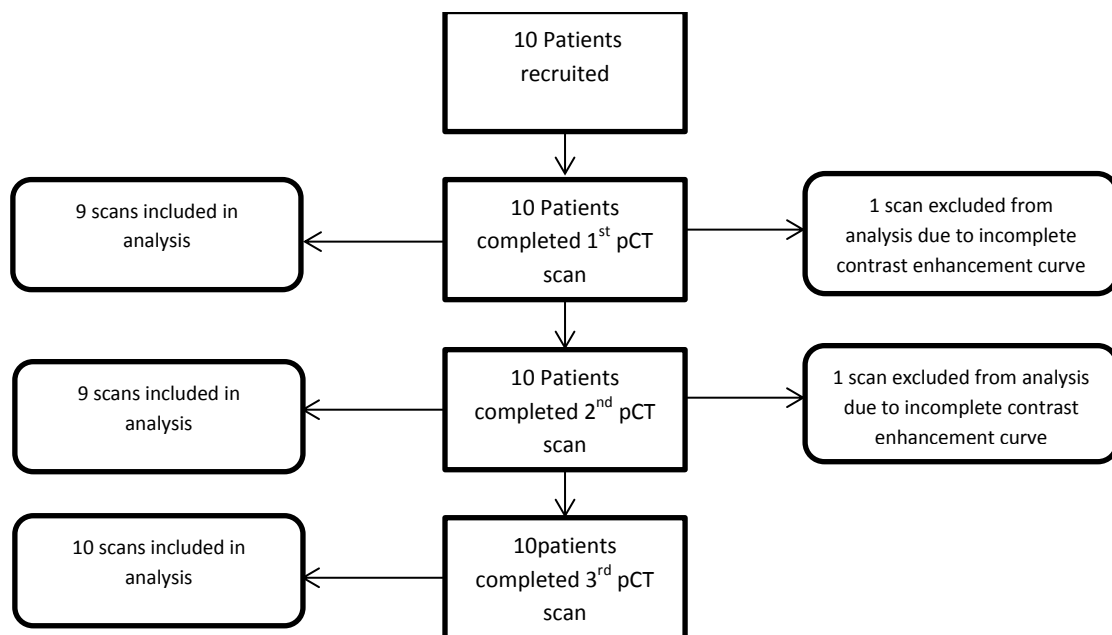 10 Patients
recruited
9 scans included in
analysis
10 Patients
completed 1st pCT
scan
1 scan excluded from
analysis due to incomplete
contrast enhancement curve
9 scans included in
analysis
10 Patients
completed 2nd pCT
scan
1 scan excluded from analysis
due to incomplete contrast
enhancement curve
10 scans included in
analysis
10patients
completed 3rd pCT
scan